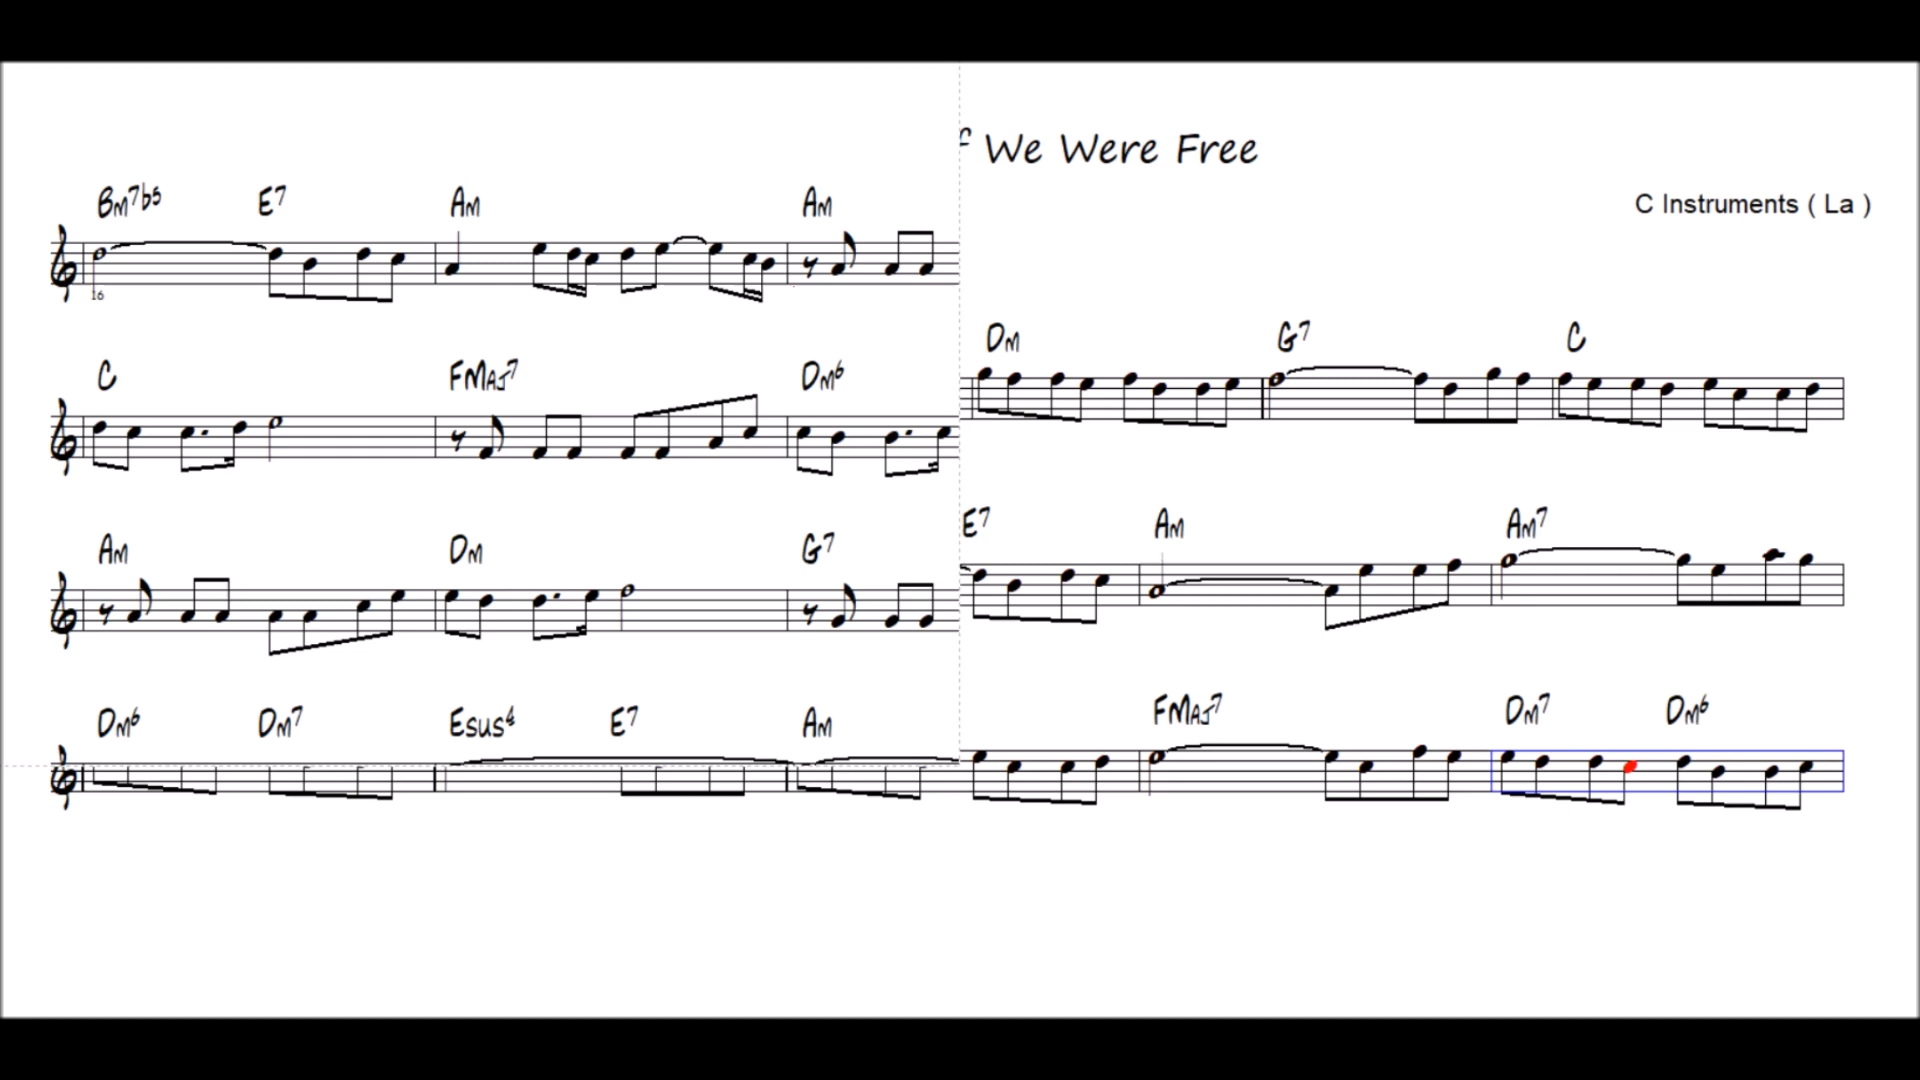 We Were Free
C Instruments ( La )
Bm7b5 E7 Am Am
16
Dm G7 C
C FMaj7 Dm6
E7 Am Am7
Am Dm G7
FMaj7 Dm7 Dm6
Dm6 Dm7 Esus4 E7 Am